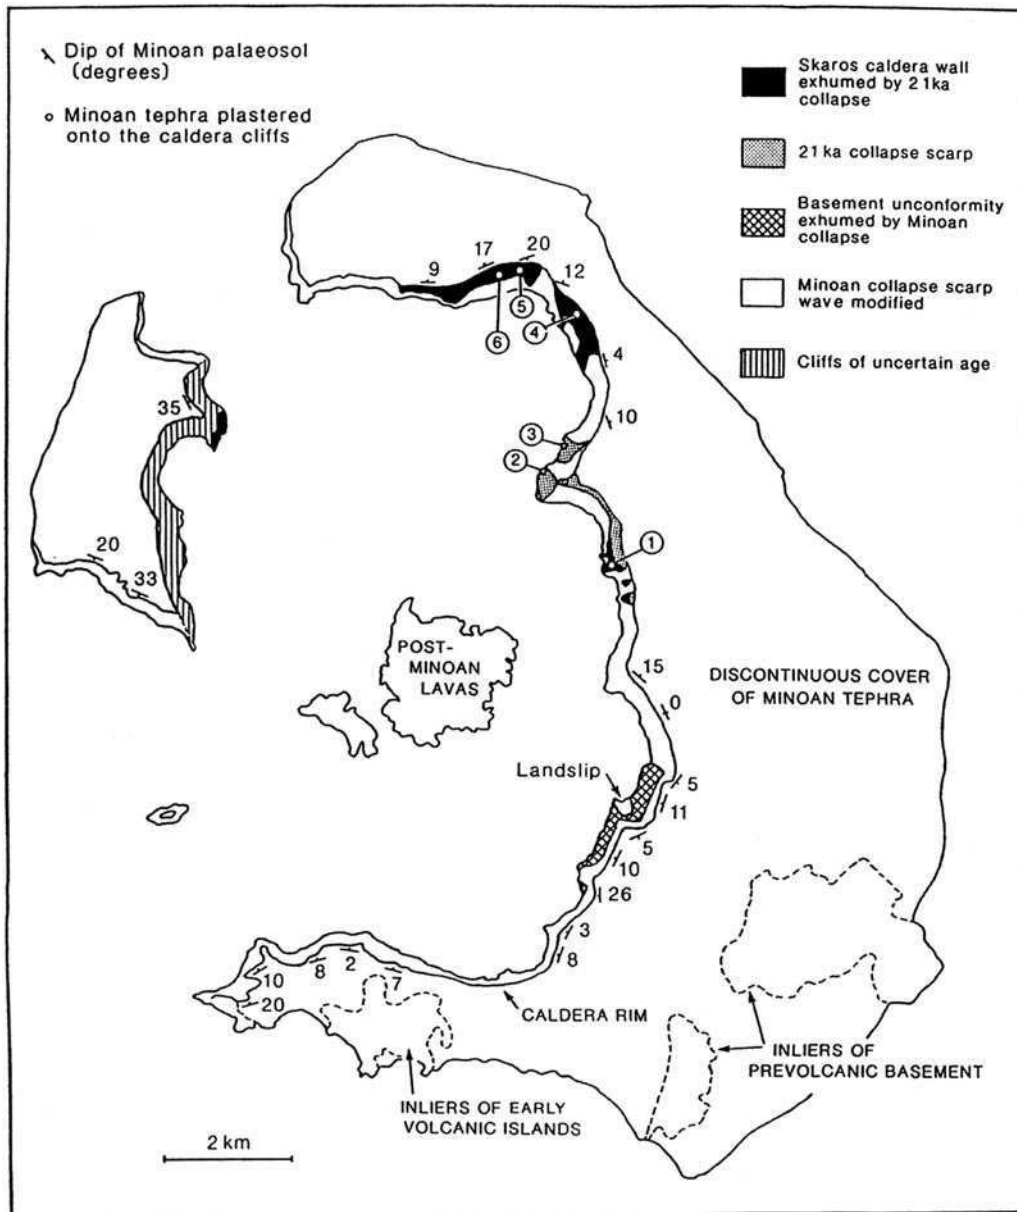 Dip of Minoan palaeosol
(degrees)
Minoan tephra plastered
onto the caldera cliffs
Skaros caldera wall
exhumed by 21ka
collapse
21ka collapse scarp
Basement unconformity
exhumed by Minoan
collapse
Minoan collapse scarp
wave modified
Cliffs of uncertain age
20
17
12
9
5
6
4
4
35
10
3
2
1
20
33
POST-
MINOAN
LAVAS
15
0
DISCONTINUOUS COVER
OF MINOAN TEPHRA
Landslip
5
11
5
10
26
3
8
2
8
10
7
20
CALDERA RIM
INLIERS OF
PREVOLCANIC BASEMENT
INLIERS OF EARLY
VOLCANIC ISLANDS
2 km